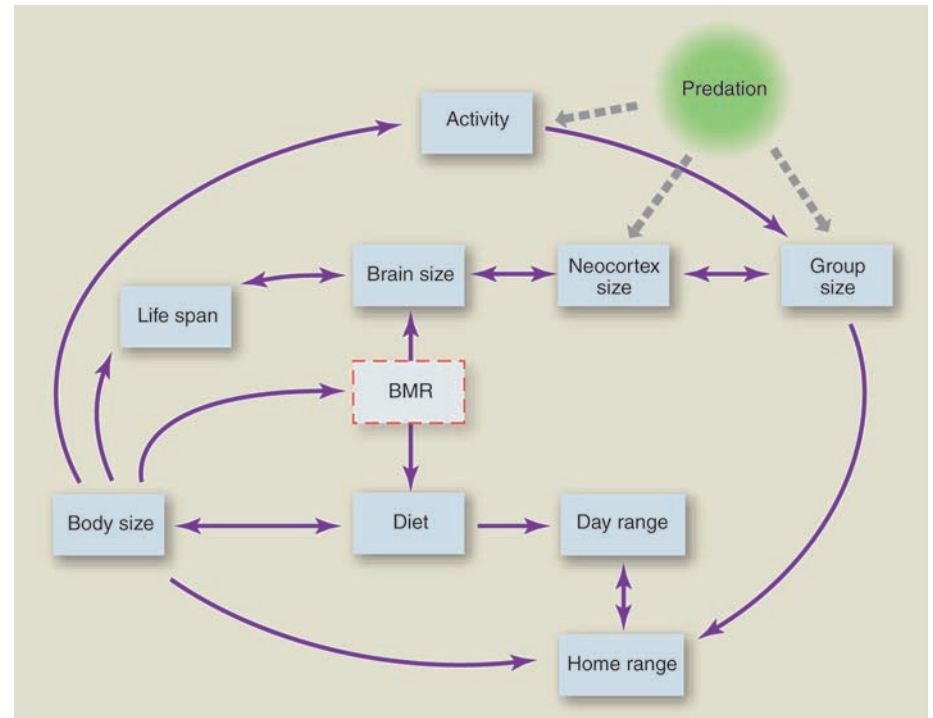 Predation
Activity
Brain size
Neocortex
size
Group
size
Life span
BMR
Body size
Diet
Day range
Home range